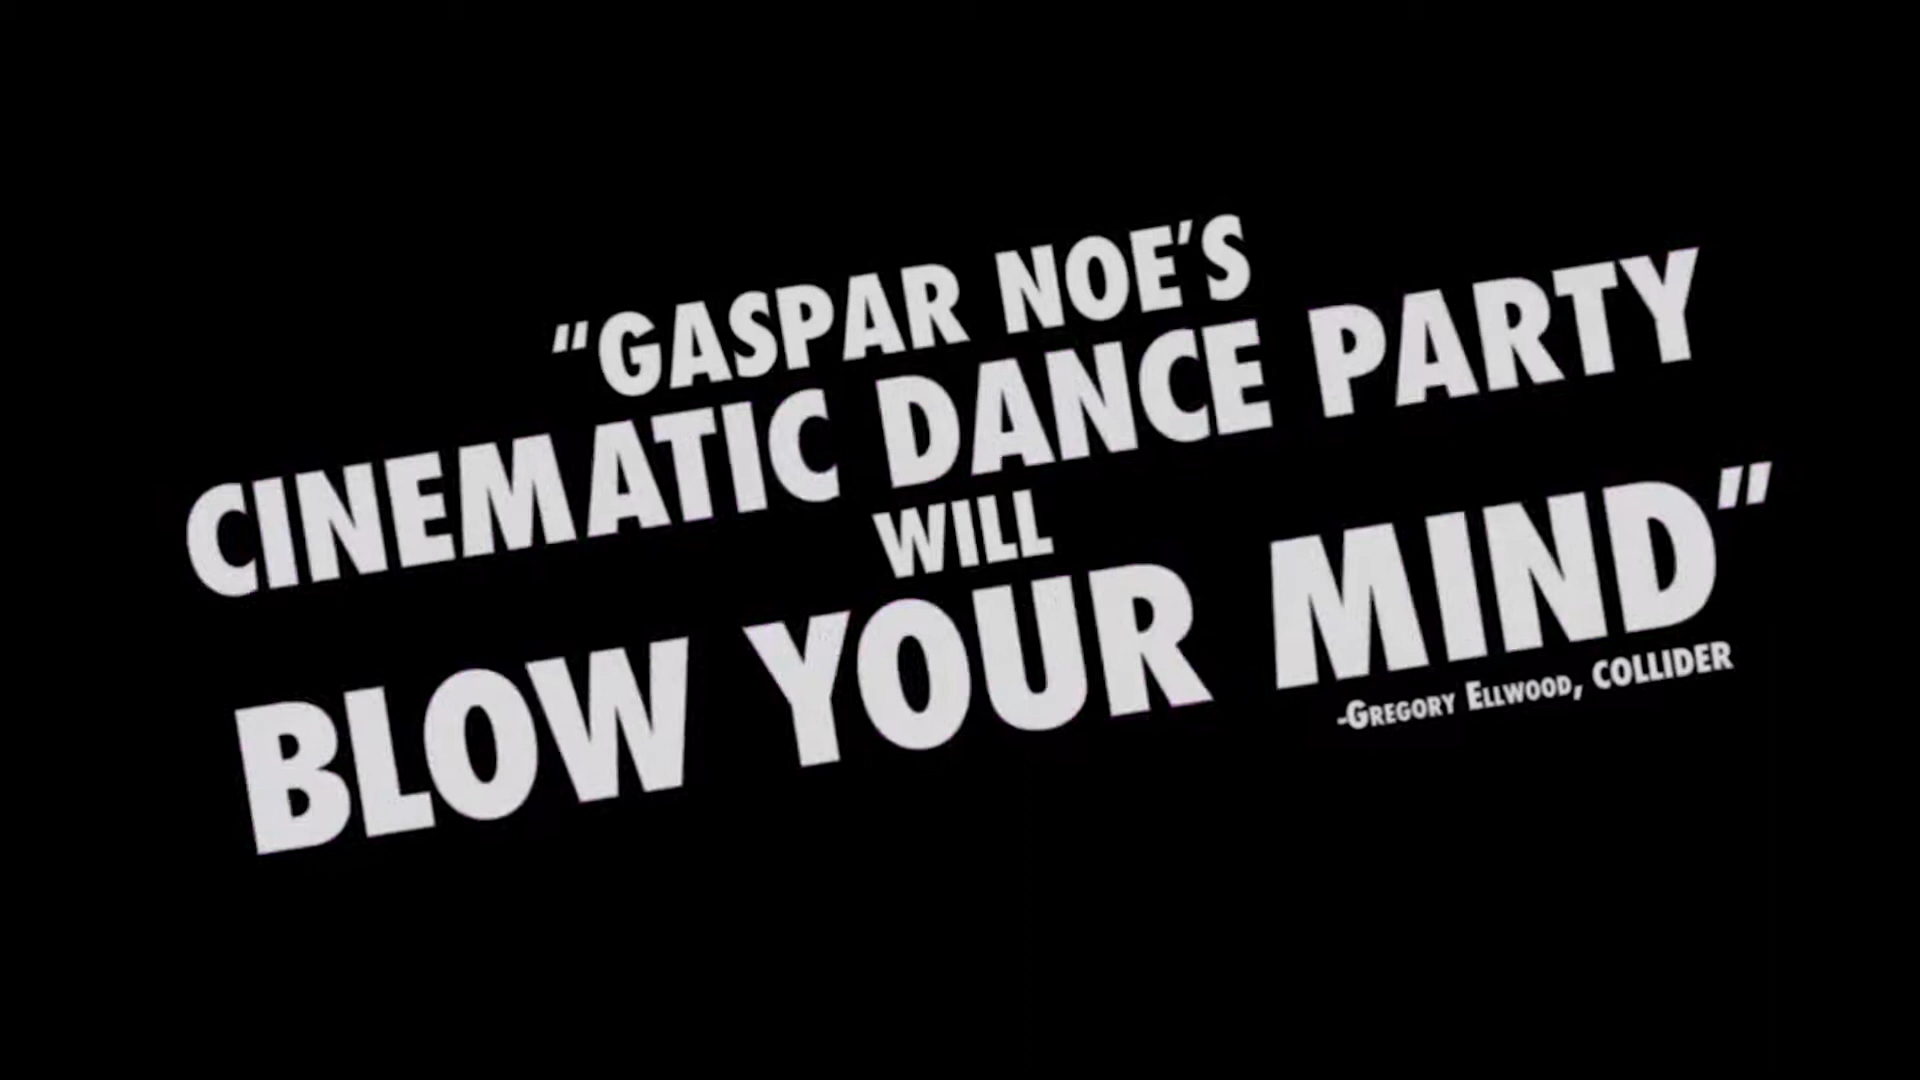 “GASPAR NOE’S
CINEMATIC DANCE PARTY
WILL
BLOW YOUR MIND”
-GREGORY ELLWOOD, COLLIDER